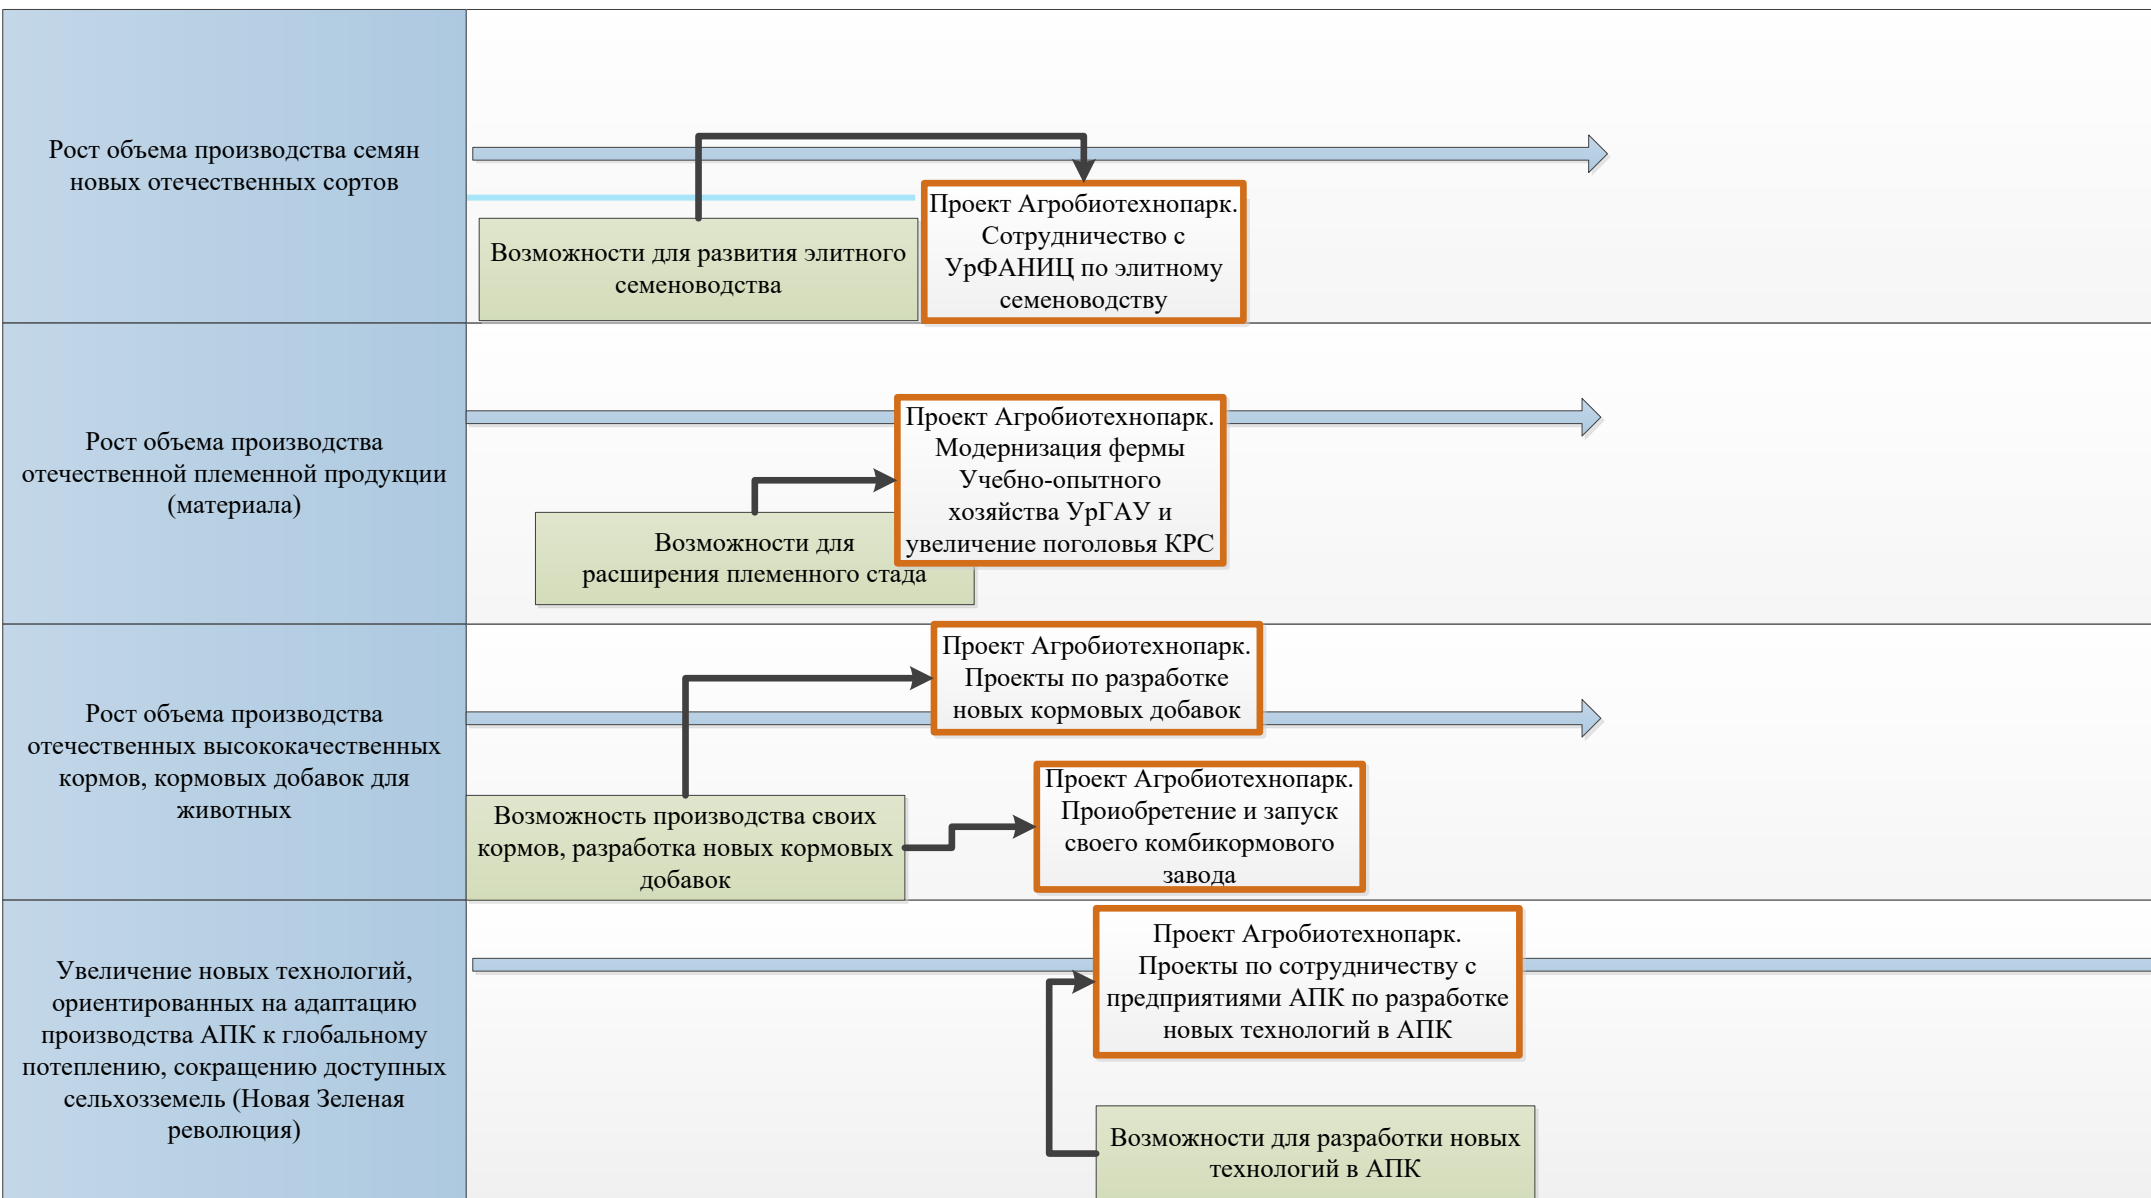 Рост объема производства семян
новых отечественных сортов
Возможности для развития элитного
семеноводства
Проект Агробиотехнопарк.
Сотрудничество с
УрФАНИЦ по элитному
семеноводству
Рост объема производства
отечественной племенной продукции
(материала)
Возможности для
расширения племенного стада
Проект Агробиотехнопарк.
Модернизация фермы
Учебно-опытного
хозяйства УрГАУ и
увеличение поголовья КРС
Рост объема производства
отечественных высококачественных
кормов, кормовых добавок для
животных
Возможность производства своих
кормов, разработка новых кормовых
добавок
Проект Агробиотехнопарк.
Проекты по разработке
новых кормовых добавок
Проект Агробиотехнопарк.
Проиобретение и запуск
своего комбикормового
завода
Увеличение новых технологий,
ориентированных на адаптацию
производства АПК к глобальному
потеплению, сокращению доступных
сельхозземель (Новая Зеленая
революция)
Проект Агробиотехнопарк.
Проекты по сотрудничеству с
предприятиями АПК по разработке
новых технологий в АПК
Возможности для разработки новых
технологий в АПК